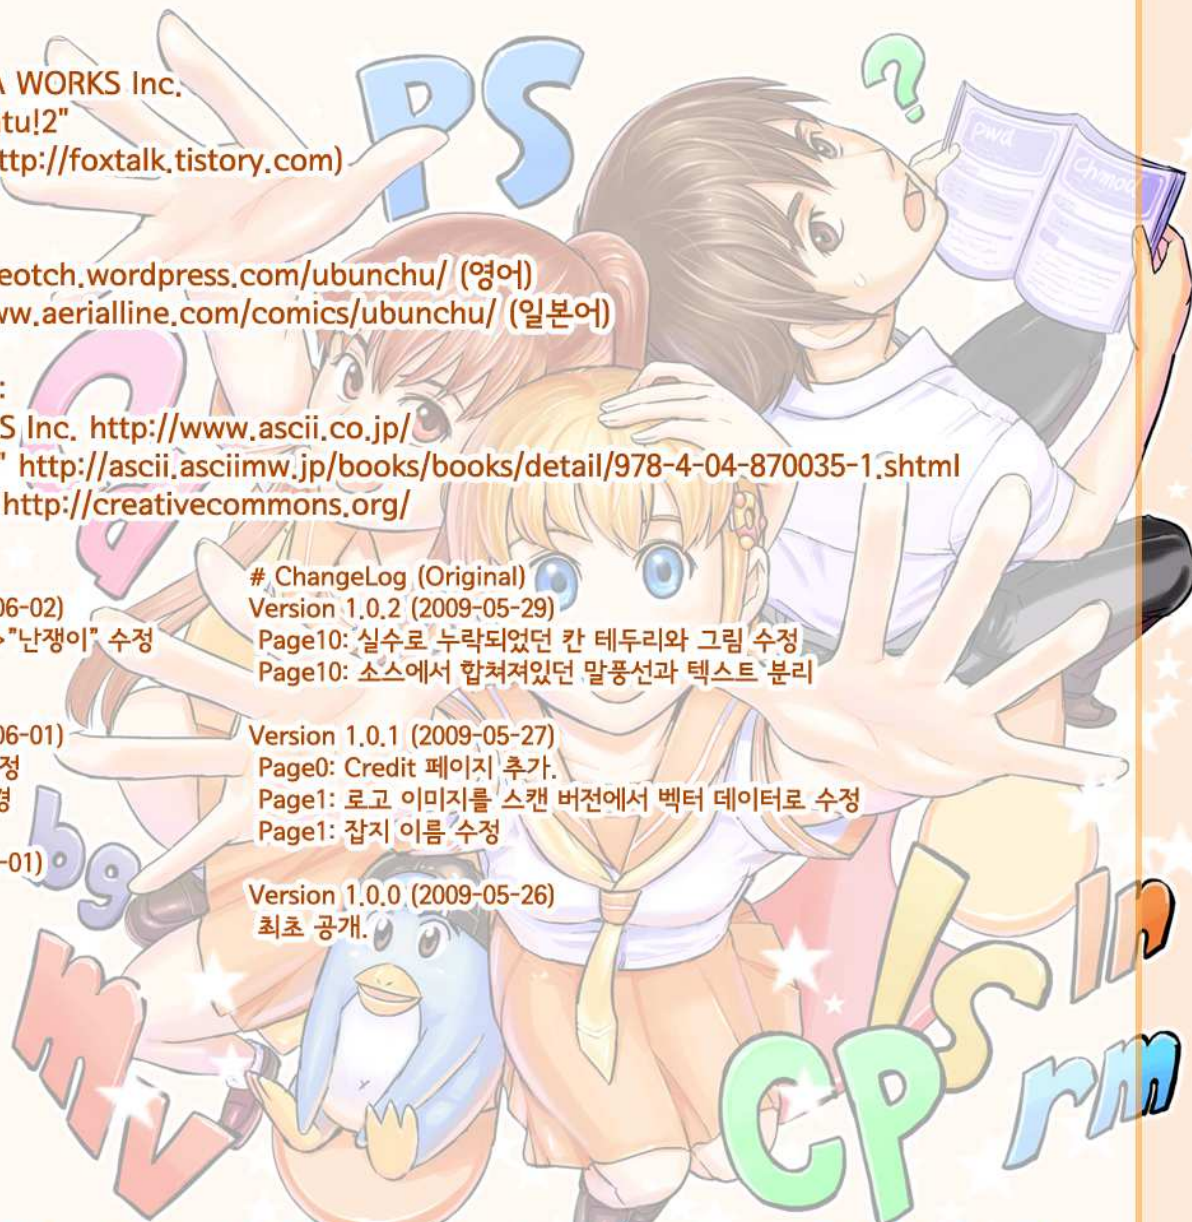 A WORKS Inc.
ntu!2"
ttp://foxtalk.tistory.com)
eotch.wordpress.com/ubunchu/ (영어)
ww.aerialline.com/comics/ubunchu/ (일본어)
:
S Inc. http://www.ascii.co.jp/
" http://ascii.asciimw.jp/books/books/detail/978-4-04-870035-1.shtml
http://creativecommons.org/
06-02)
>"난쟁이" 수정
06-01)
정
경
-01)
# ChangeLog (Original)
Version 1.0.2 (2009-05-29)
Page10: 실수로 누락되었던 칸 테두리와 그림 수정
Page10: 소스에서 합쳐져있던 말풍선과 텍스트 분리
Version 1.0.1 (2009-05-27)
Page0: Credit 페이지 추가.
Page1: 로고 이미지를 스캔 버전에서 벡터 데이터로 수정
Page1: 잡지 이름 수정
Version 1.0.0 (2009-05-26)
최초 공개.
PS
?
pwd
chmod
cd
bg
mv
CP
ls
ln
rm